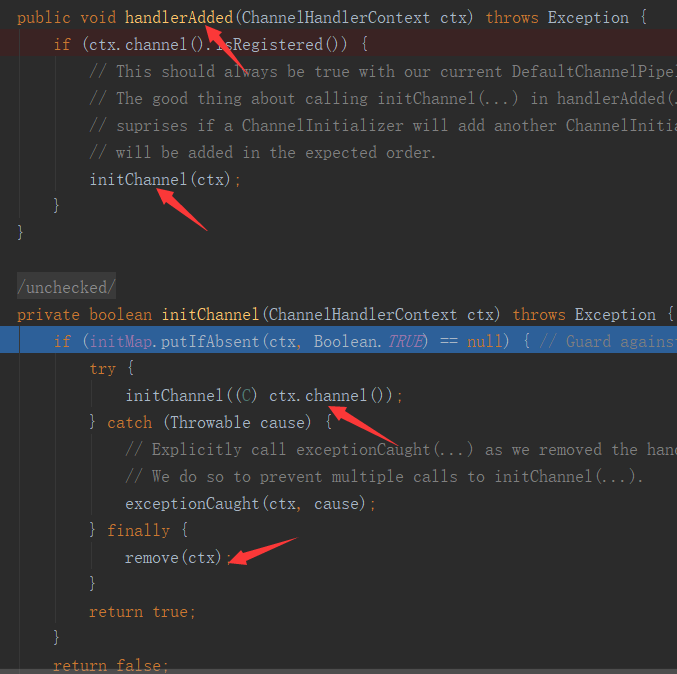 public void handlerAdded(ChannelHandlerContext ctx) throws Exception {
if (ctx.channel().isRegistered()) {
// This should always be true with our current DefaultChannelPipel
// The good thing about calling initChannel(...) in handlerAdded(.
// suprises if a ChannelInitializer will add another ChannelInitia
// will be added in the expected order.
initChannel(ctx);
}
}
/unchecked/
private boolean initChannel(ChannelHandlerContext ctx) throws Exception {
if (initMap.putIfAbsent(ctx, Boolean.TRUE) == null) { // Guard agains
try {
initChannel((C) ctx.channel());
} catch (Throwable cause) {
// Explicitly call exceptionCaught(...) as we removed the hand
// We do so to prevent multiple calls to initChannel(...).
exceptionCaught(ctx, cause);
} finally {
remove(ctx);
}
return true;
}
return false;